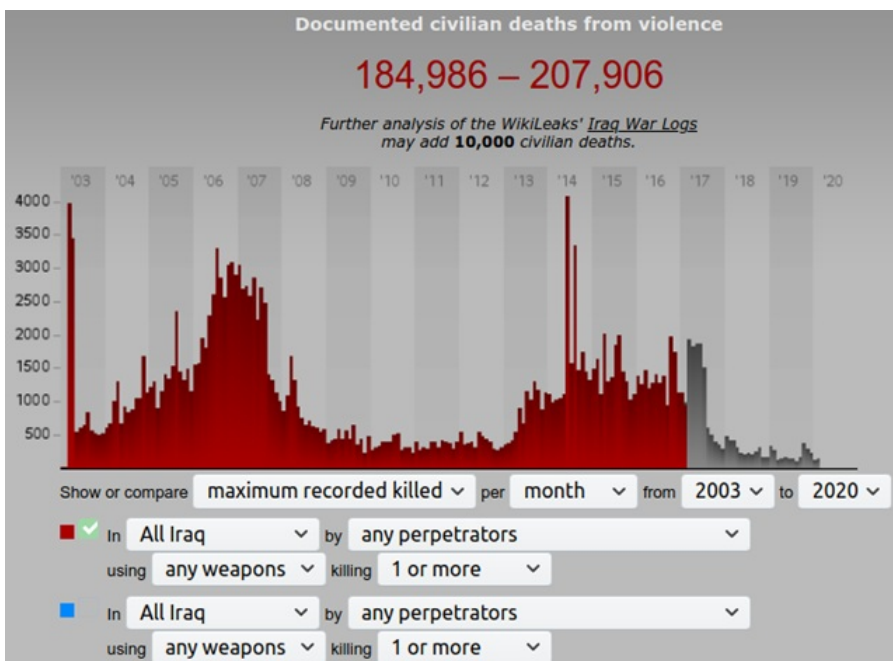 Documented civilian deaths from violence
184,986 – 207,906
Further analysis of the WikiLeaks' Iraq War Logs
may add 10,000 civilian deaths.
'03 '04 '05 '06 '07 '08 '09 '10 '11 '12 '13 '14 '15 '16 '17 '18 '19 '20
4000
3500
3000
2500
2000
1500
1000
500
Show or compare maximum recorded killed per month from 2003 to 2020
In All Iraq by any perpetrators
using any weapons killing 1 or more
In All Iraq by any perpetrators
using any weapons killing 1 or more